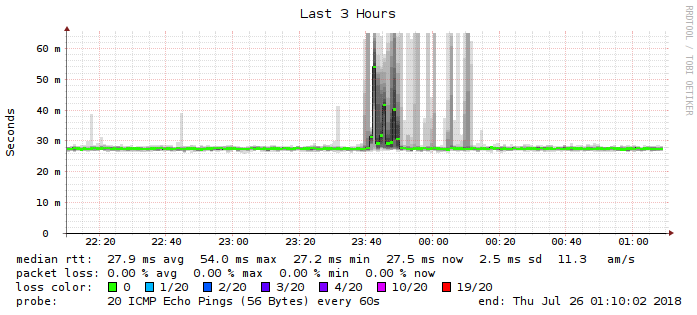 Last 3 Hours
RRDTOOL / TOBI OETIKER
Seconds
60 m
50 m
40 m
30 m
20 m
10 m
0
22:20 22:40 23:00 23:20 23:40 00:00 00:20 00:40 01:00
median rtt: 27.9 ms avg 54.0 ms max 27.2 ms min 27.5 ms now 2.5 ms sd 11.3 am/s
packet loss: 0.00 % avg 0.00 % max 0.00 % min 0.00 % now
loss color: 0 1/20 2/20 3/20 4/20 10/20 19/20
probe: 20 ICMP Echo Pings (56 Bytes) every 60s end: Thu Jul 26 01:10:02 2018